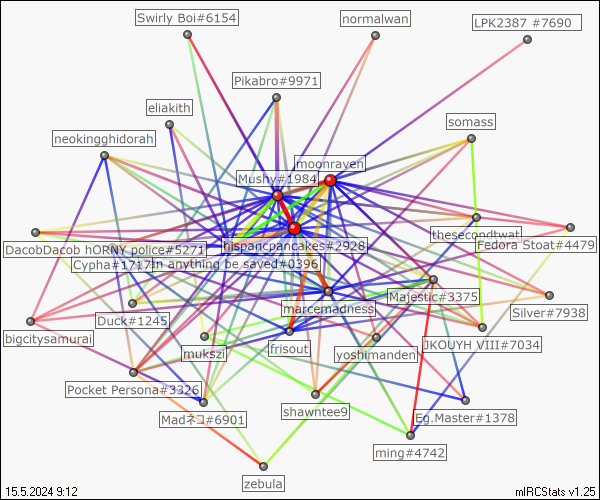 Swirly Boi#6154
normalwan
LPK2387 #7690
Pikabro#9971
eliakith
somass
neokingghidorah
moonraven
Mushy#1984
thesecondtwat
hispanicpancakes#2928
Fedora Stoat#4479
DacobDacob hORNY police#5271
Cypha#1717
in anything be saved#0396
Majestic#3375
marcemadness
Silver#7938
Duck#1245
bigcitysamurai
JKOUYH VIII#7034
frisout
mukszi
yoshimanden
Pocket Persona#3326
shawntee9
Madネコ#6901
Eg.Master#1378
ming#4742
zebula
15.5.2024 9:12
mIRCStats v1.25